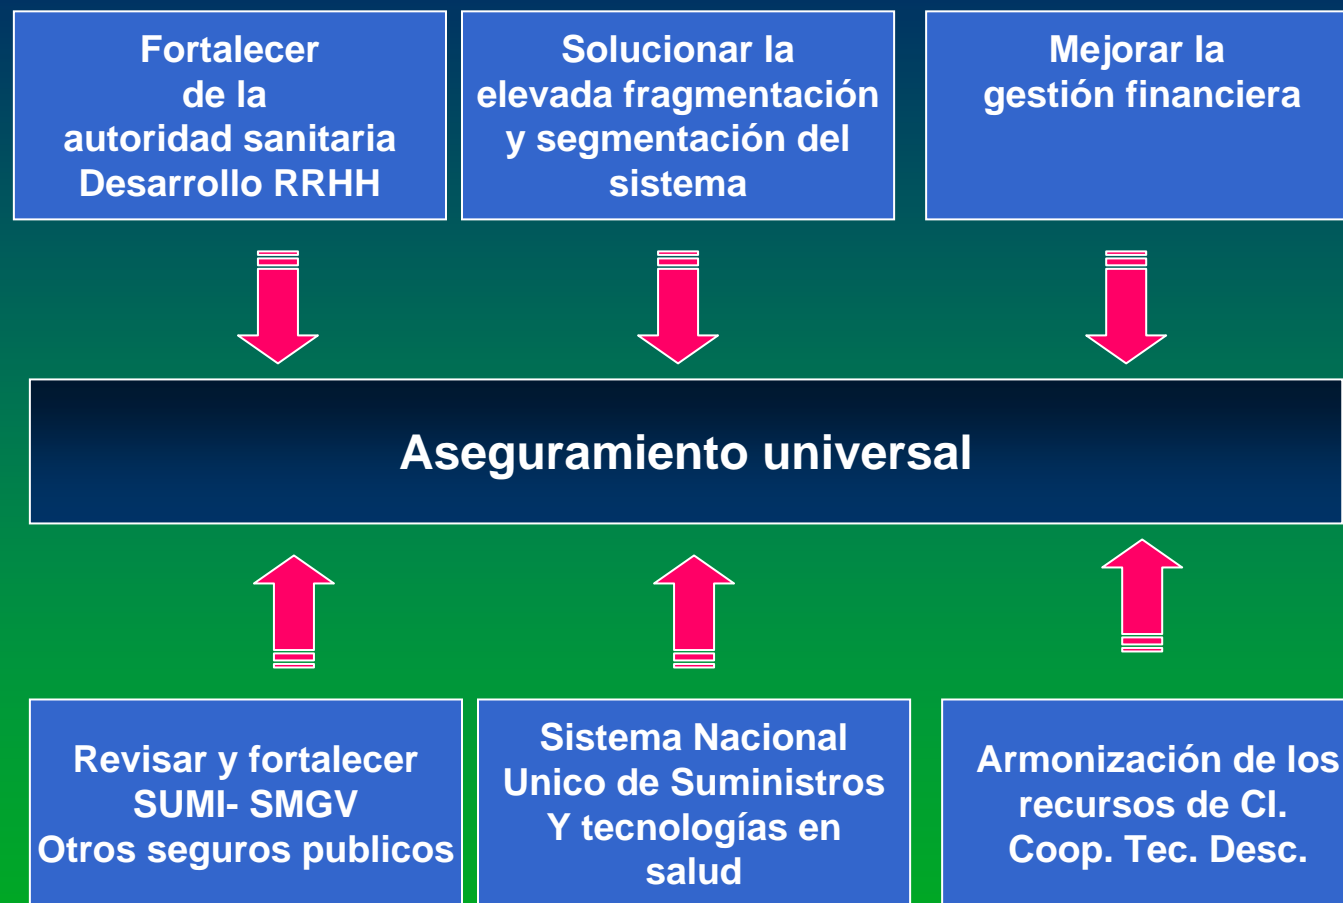 Fortalecer
de la
autoridad sanitaria
Desarrollo RRHH
Solucionar la
elevada fragmentación
y segmentación del
sistema
Mejorar la
gestión financiera
Aseguramiento universal
Revisar y fortalecer
SUMI- SMGV
Otros seguros publicos
Sistema Nacional
Unico de Suministros
Y tecnologías en
salud
Armonización de los
recursos de CI.
Coop. Tec. Desc.